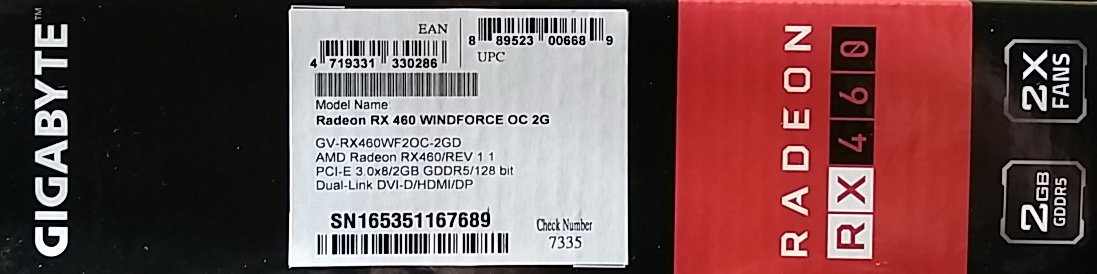 GIGABYTE™
EAN
4 719331 330286
8 89523 00668 9
UPC
Model Name
Radeon RX 460 WINDFORCE OC 2G
GV-RX460WF2OC-2GD
AMD Radeon RX460/REV 1.1
PCI-E 3.0x8/2GB GDDR5/128 bit
Dual-Link DVI-D/HDMI/DP
SN165351167689
Check Number
7335
RADEON
RX 460
2X
FANS
2GB
GDDR5